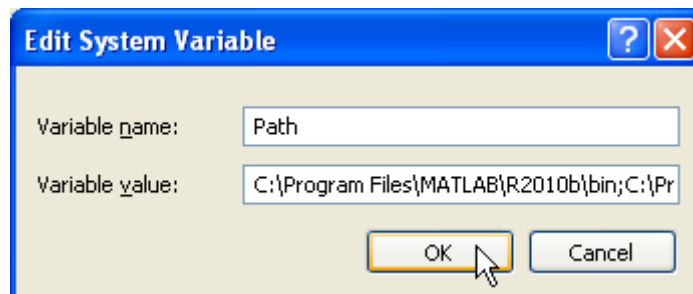 Edit System Variable
Variable name: Path
Variable value: C:\Program Files\MATLAB\R2010b\bin;C:\Pr
OK Cancel